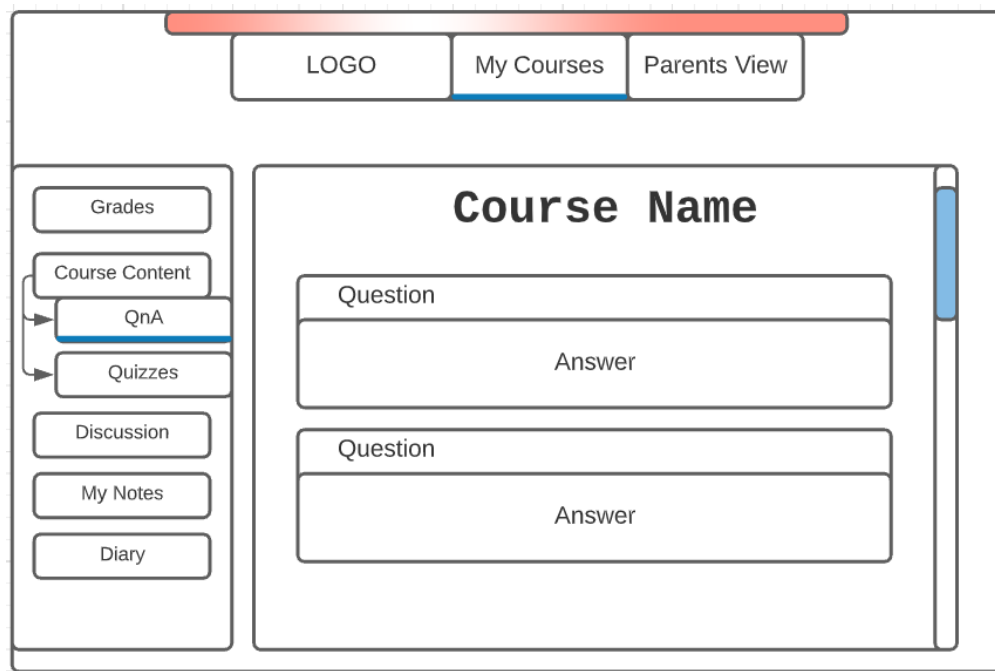 LOGO
My Courses
Parents View
Grades
Course Content
QnA
Quizzes
Discussion
My Notes
Diary
Course Name
Question
Answer
Question
Answer